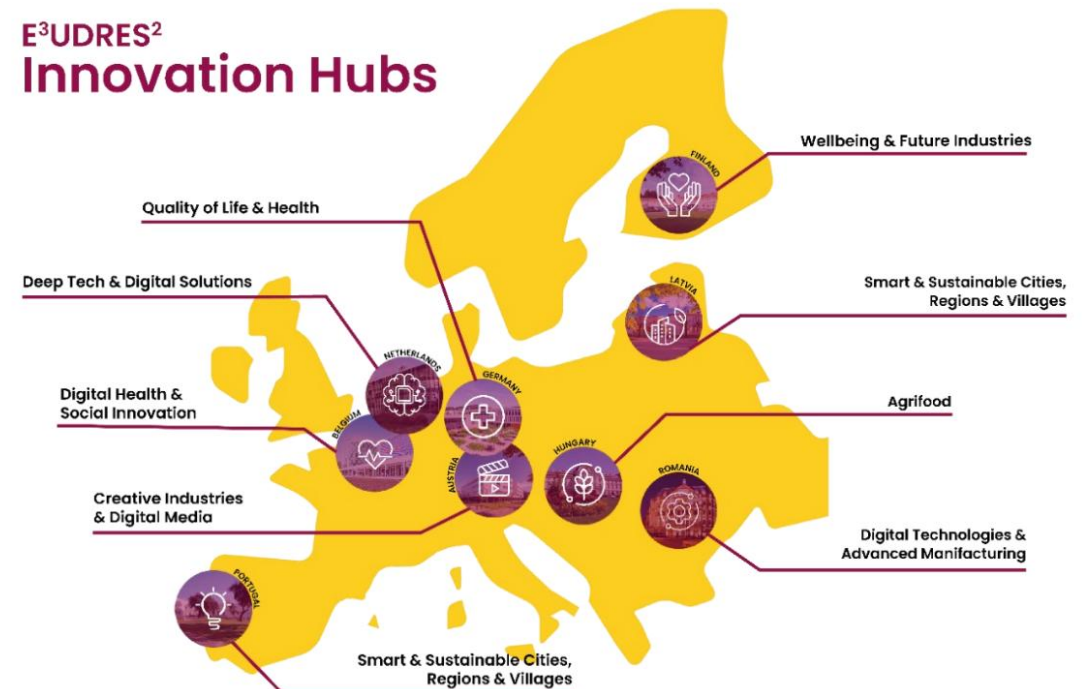 E³UDRES²
Innovation Hubs
Wellbeing & Future Industries
FINLAND
Quality of Life & Health
Deep Tech & Digital Solutions
Smart & Sustainable Cities,
Regions & Villages
LATVIA
NETHERLANDS
GERMANY
Digital Health &
Social Innovation
BELGIUM
Agrifood
HUNGARY
AUSTRIA
ROMANIA
Creative Industries
& Digital Media
Digital Technologies &
Advanced Manifacturing
PORTUGAL
Smart & Sustainable Cities,
Regions & Villages